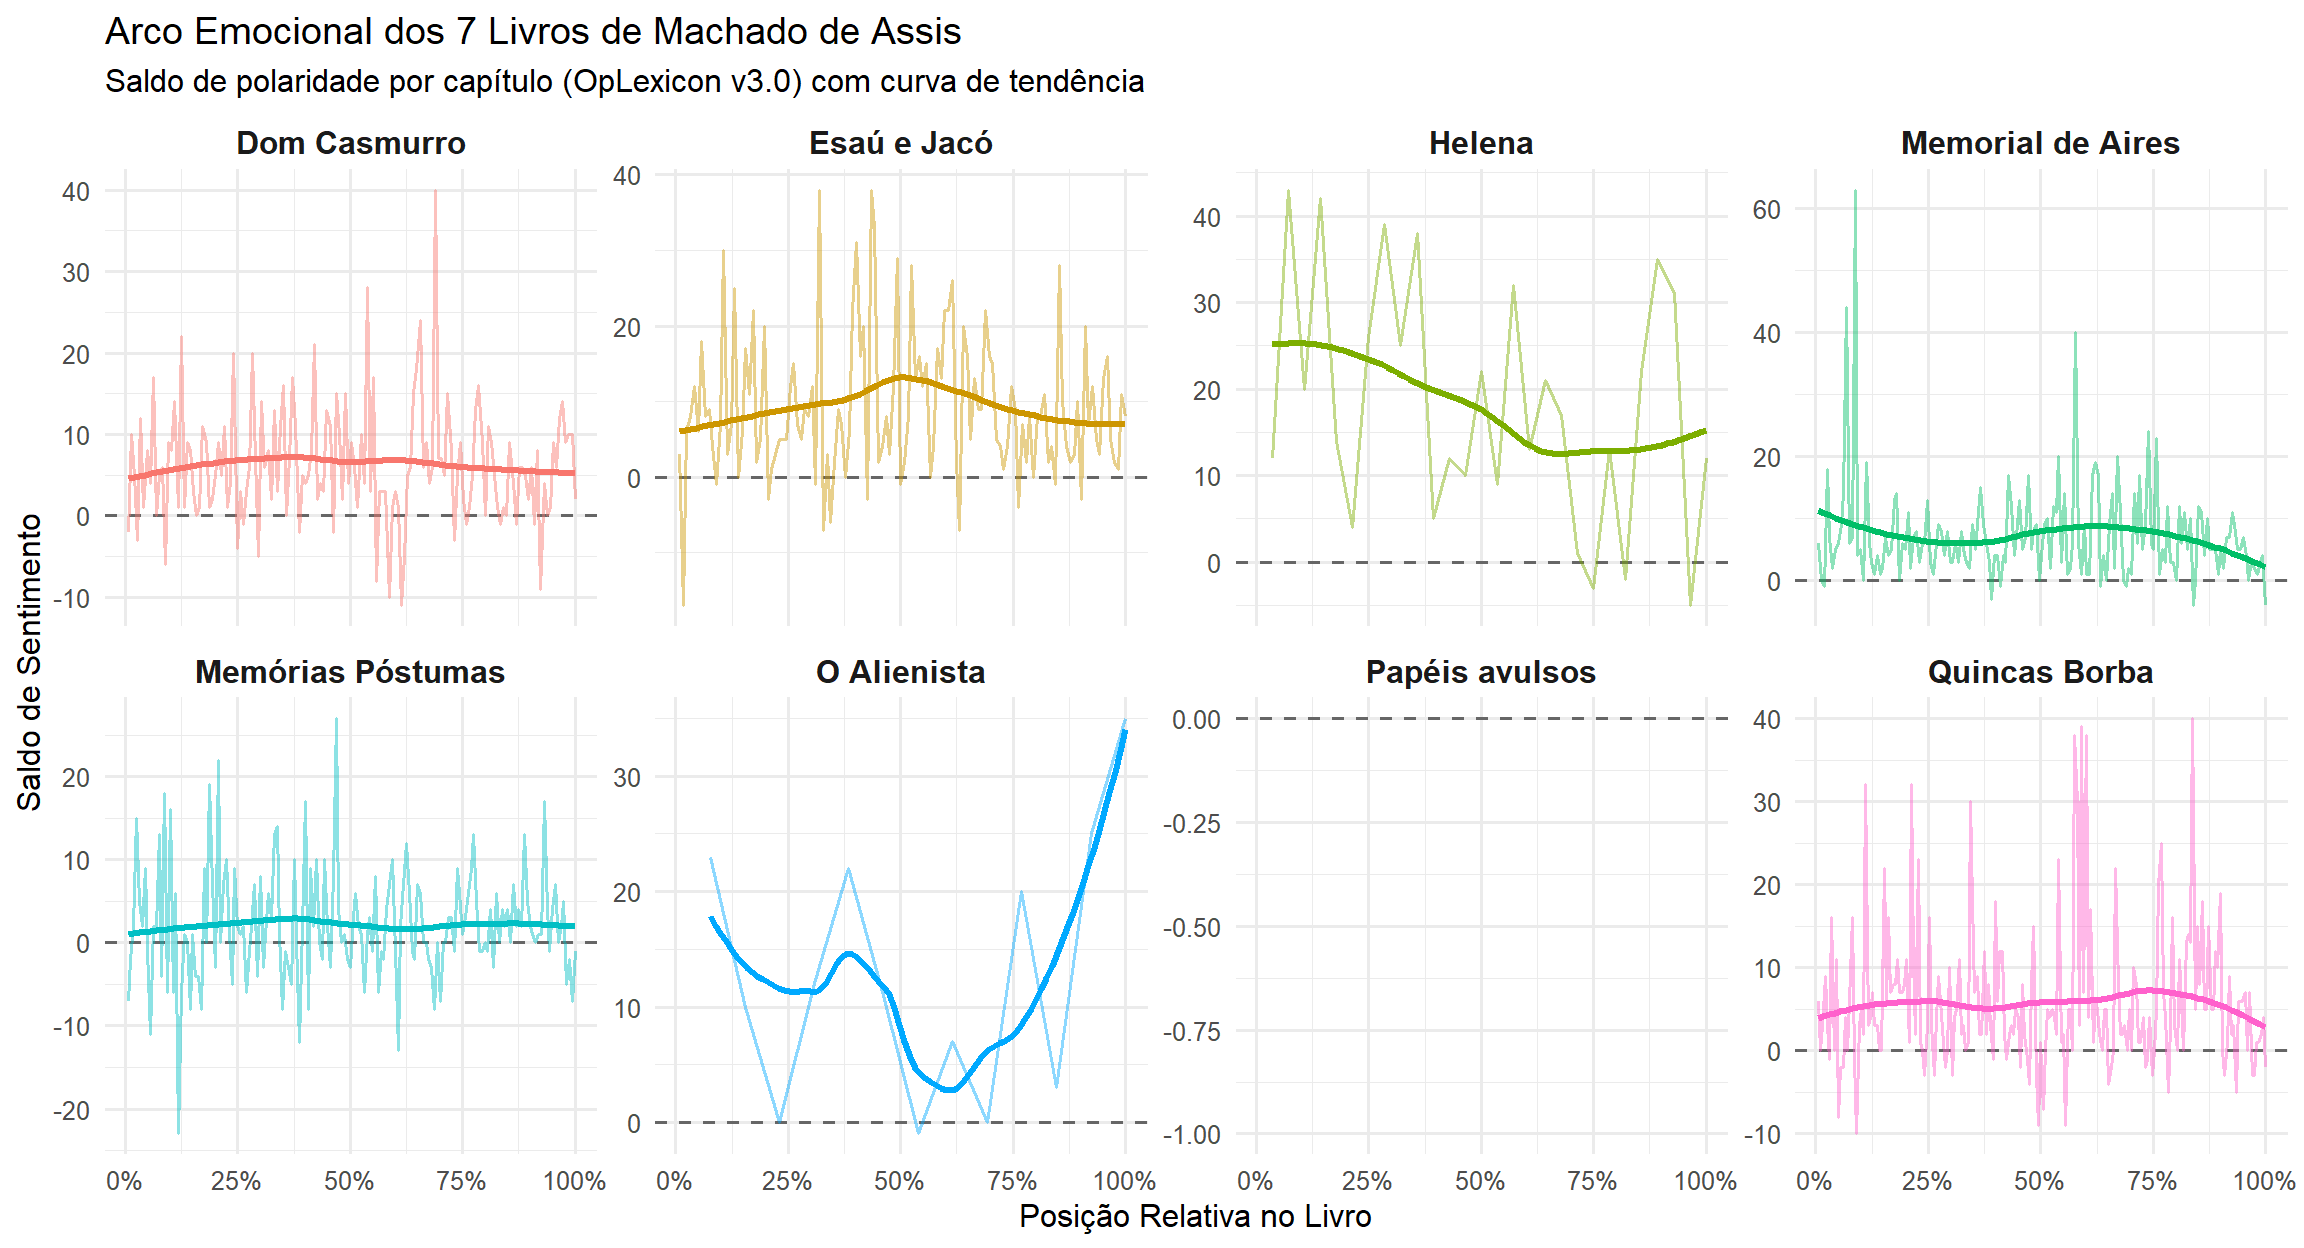 Arco Emocional dos 7 Livros de Machado de Assis
Saldo de polaridade por capítulo (OpLexicon v3.0) com curva de tendência
Saldo de Sentimento
Dom Casmurro
40
30
20
10
0
-10
Esaú e Jacó
40
20
0
Helena
40
30
20
10
0
Memorial de Aires
60
40
20
0
Memórias Póstumas
20
10
0
-10
-20
0% 25% 50% 75% 100%
O Alienista
30
20
10
0
0% 25% 50% 75% 100%
Papéis avulsos
0.00
-0.25
-0.50
-0.75
-1.00
0% 25% 50% 75% 100%
Quincas Borba
40
30
20
10
0
-10
0% 25% 50% 75% 100%
Posição Relativa no Livro